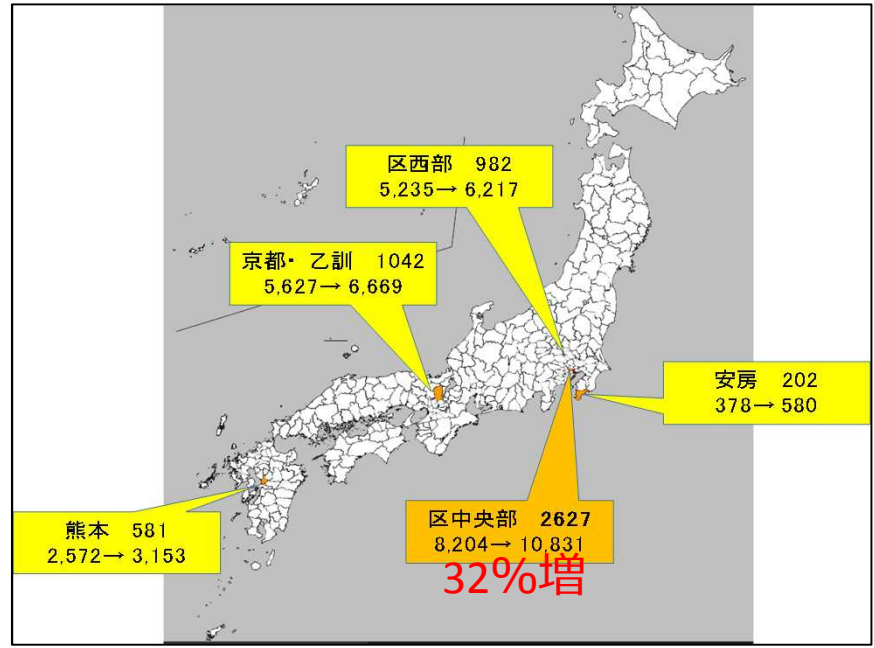 区西部 982
5,235→ 6,217
京都・ 乙訓 1042
5,627→ 6,669
安房 202
378→ 580
区中央部 2627
8,204→ 10,831
32%増
熊本 581
2,572→ 3,153